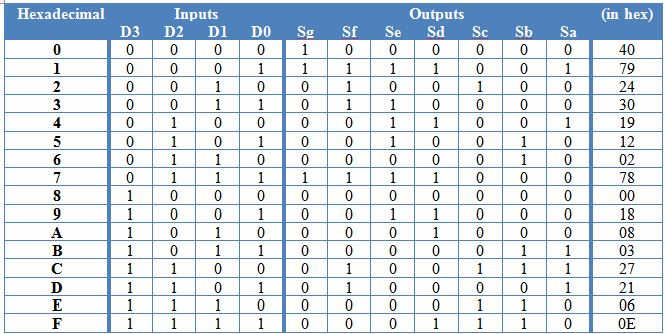 Hexadecimal Inputs Outputs (in hex)
D3 D2 D1 D0 Sg Sf Se Sd Sc Sb Sa
0 0 0 0 0 1 0 0 0 0 0 0 40
1 0 0 0 1 1 1 1 1 0 0 1 79
2 0 0 1 0 0 1 0 0 1 0 0 24
3 0 0 1 1 0 1 1 0 0 0 0 30
4 0 1 0 0 0 0 1 1 0 0 1 19
5 0 1 0 1 0 0 1 0 0 1 0 12
6 0 1 1 0 0 0 0 0 0 1 0 02
7 0 1 1 1 1 1 1 1 0 0 0 78
8 1 0 0 0 0 0 0 0 0 0 0 00
9 1 0 0 1 0 0 1 1 0 0 0 18
A 1 0 1 0 0 0 0 1 0 0 0 08
B 1 0 1 1 0 0 0 0 0 1 1 03
C 1 1 0 0 0 1 0 0 1 1 1 27
D 1 1 0 1 0 1 0 0 0 0 1 21
E 1 1 1 0 0 0 0 0 1 1 0 06
F 1 1 1 1 0 0 0 1 1 1 0 0E